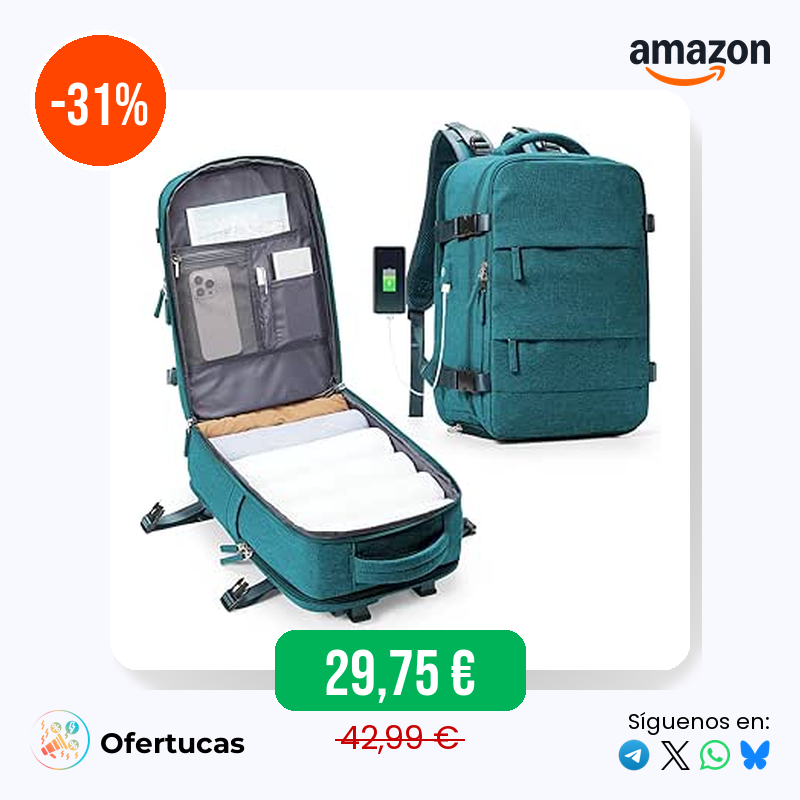 -31%
amazon
29,75 €
42,99 €
Ofertucas
Síguenos en: